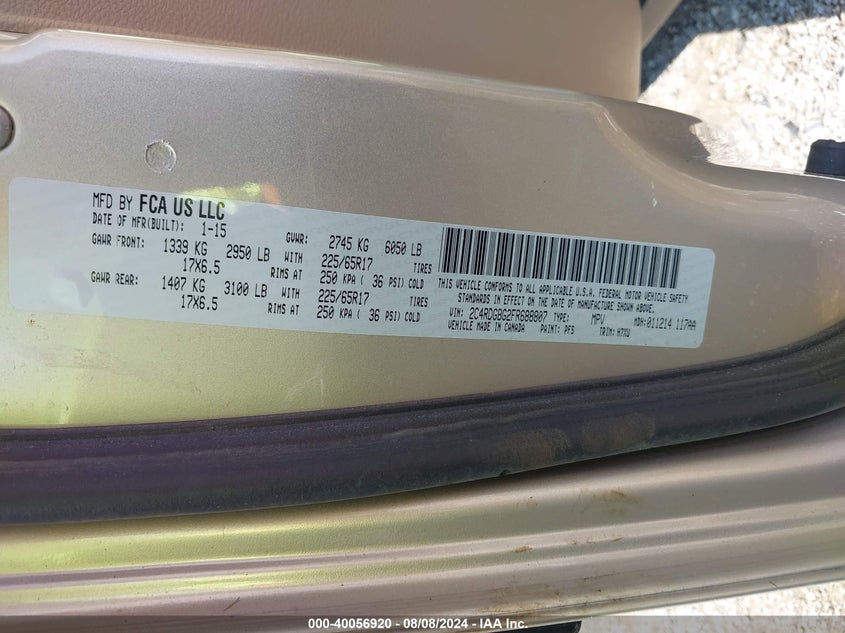 MFD BY FCA US LLC
DATE OF MFR(BUILT): 1-15 GVWR: 2745 KG 6050 LB
GAWR FRONT: 1339 KG 2950 LB WITH 225/65R17 TIRES
17X6.5 RIMS AT 250 KPA ( 36 PSI) COLD
GAWR REAR: 1407 KG 3100 LB WITH 225/65R17 TIRES
17X6.5 RIMS AT 250 KPA ( 36 PSI) COLD
THIS VEHICLE CONFORMS TO ALL APPLICABLE U.S.A. FEDERAL MOTOR VEHICLE SAFETY
STANDARDS IN EFFECT ON THE DATE OF MANUFACTURE SHOWN ABOVE.
VIN: 2C4RDGBG2FR688807 TYPE: MPV MDH: 011214 117AA
VEHICLE MADE IN CANADA PAINT: PFS TRIM: H7XU
000-40056920 - 08/08/2024 - IAA Inc.